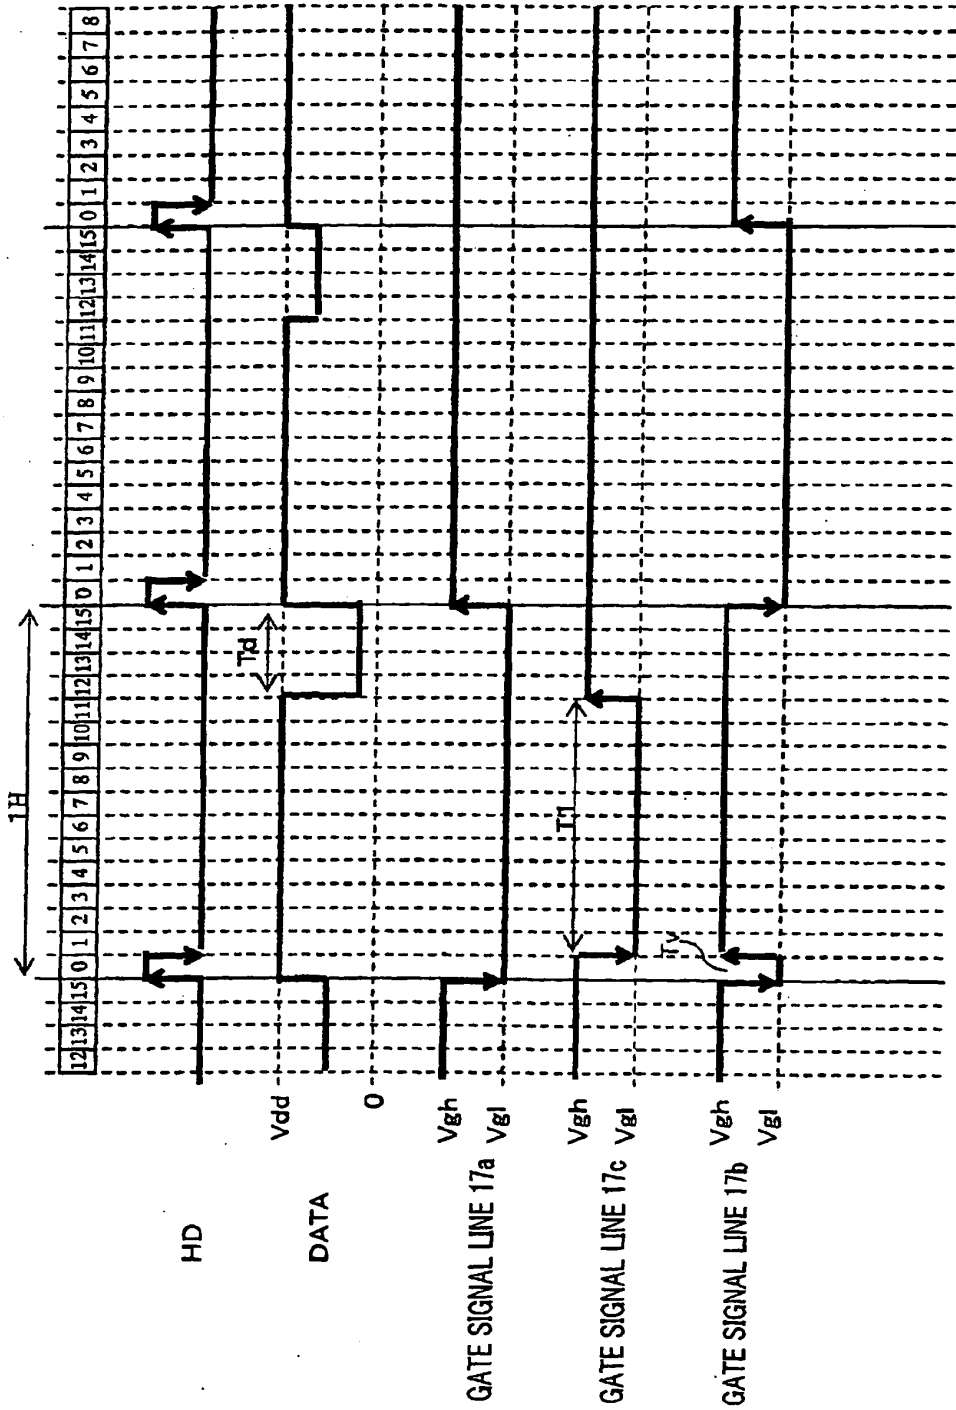 1H
12 13 14 15 0 1 2 3 4 5 6 7 8 9 10 11 12 13 14 15 0 1 2 3 4 5 6 7 8 9 10 11 12 13 14 15 0 1 2 3 4 5 6 7 8
HD
Vdd
Td
DATA
0
Vgh
GATE SIGNAL LINE 17a
Vgl
Vgh
T1
GATE SIGNAL LINE 17c
Vgl
Tv
Vgh
GATE SIGNAL LINE 17b
Vgl